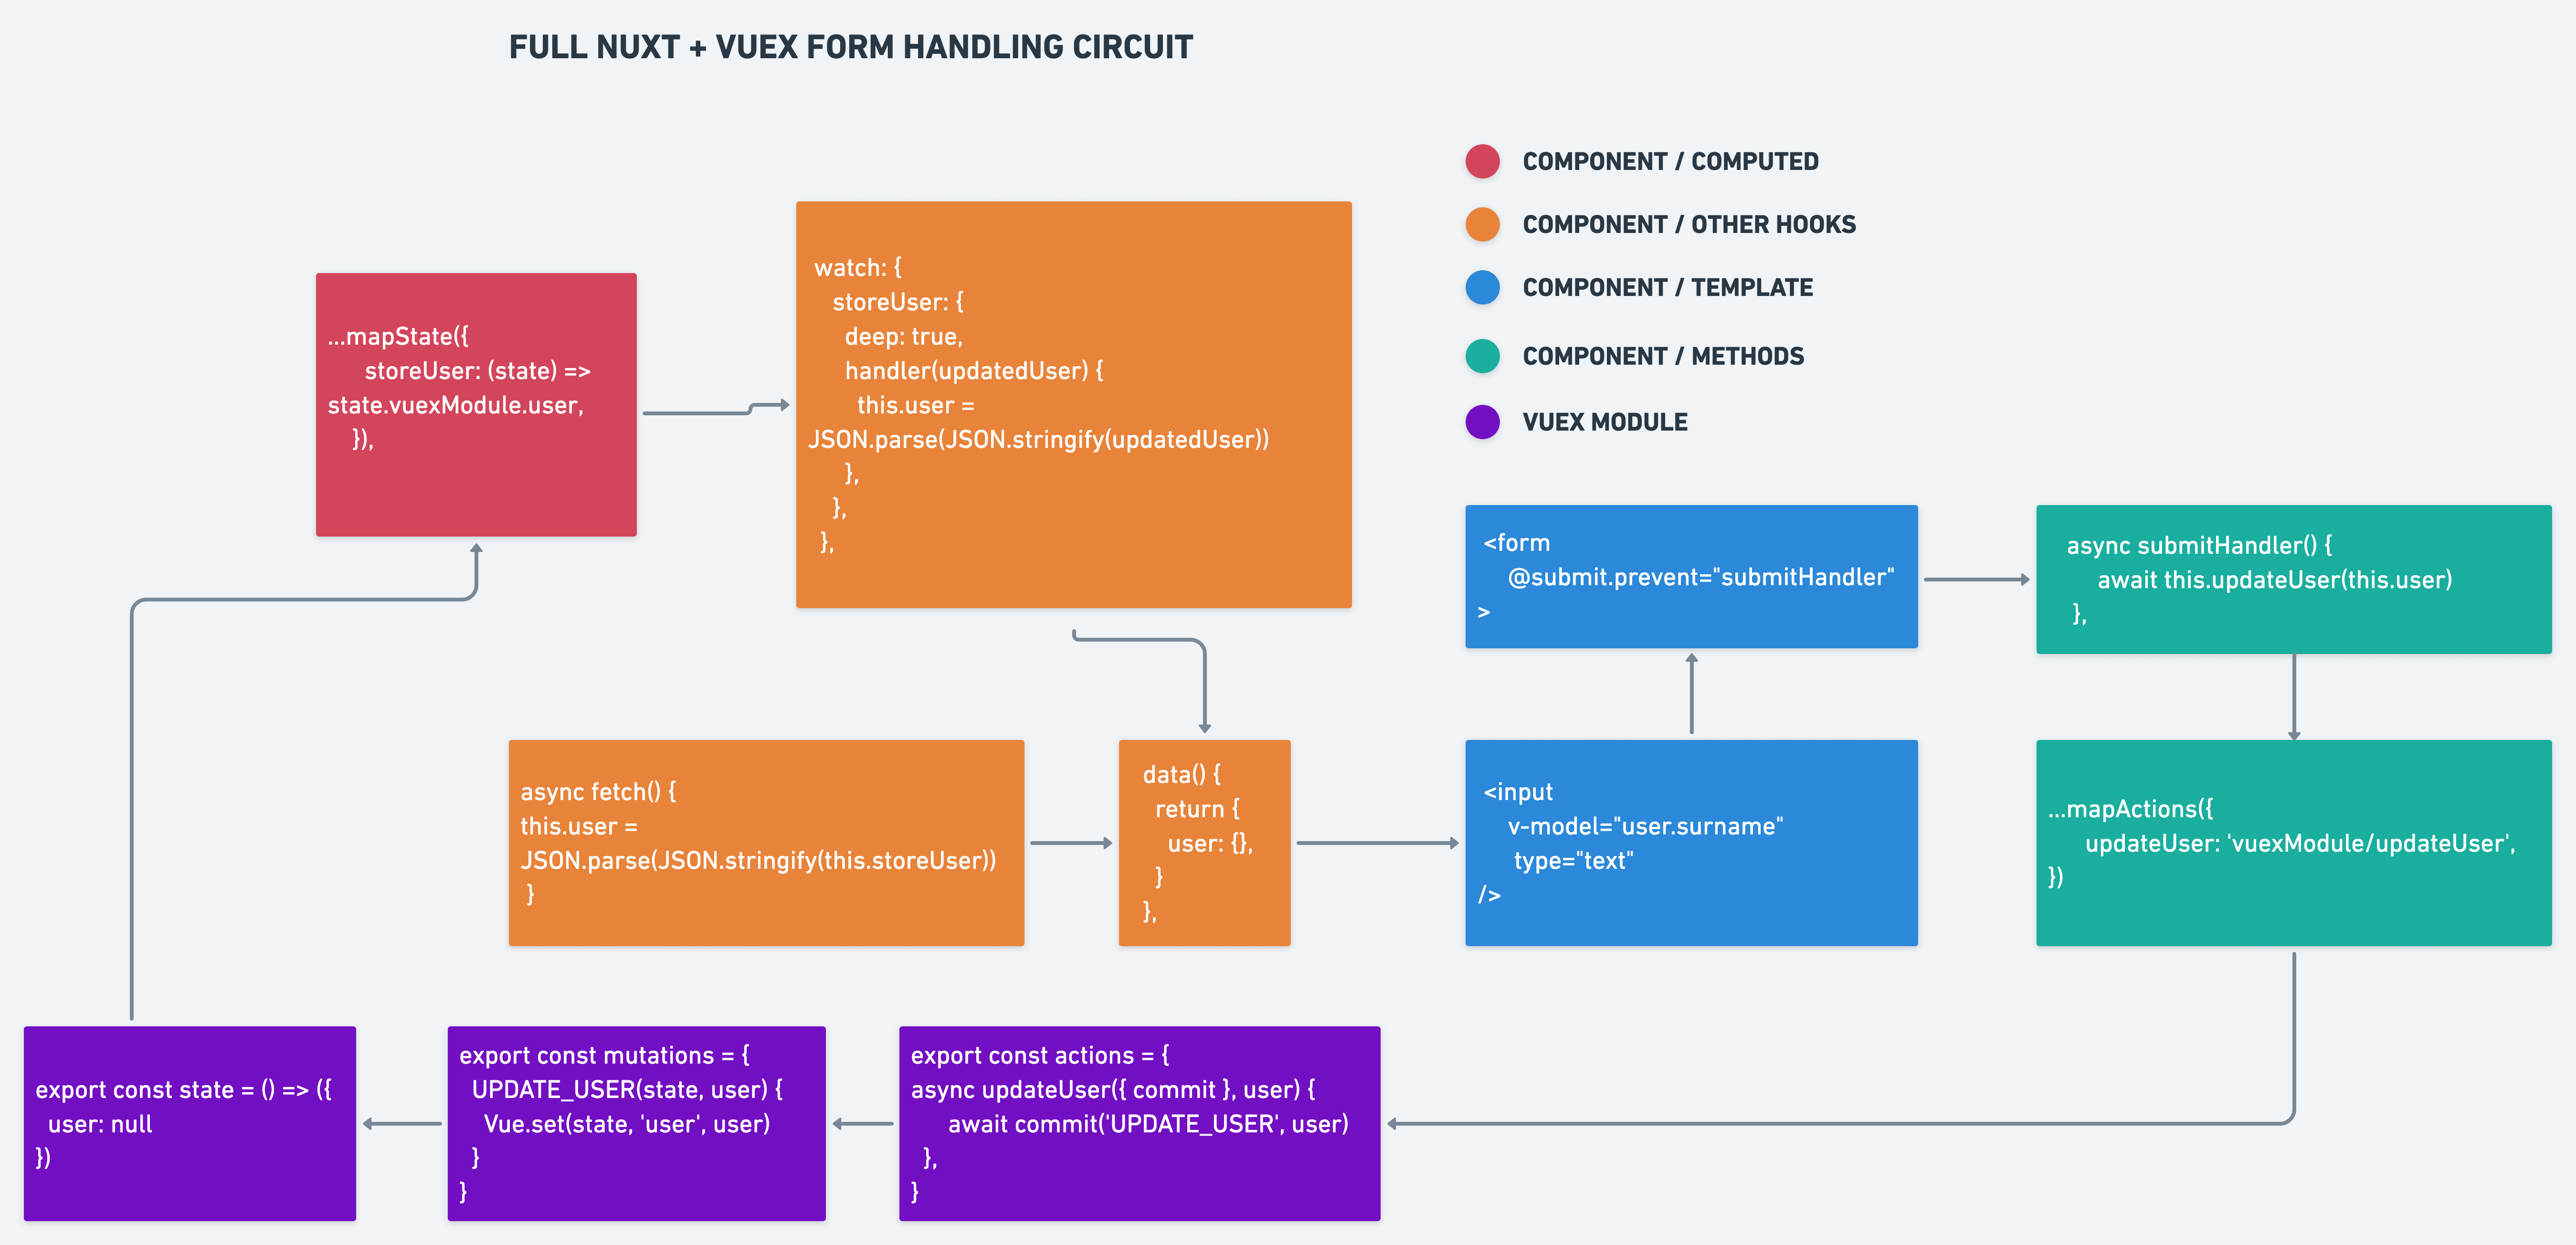 FULL NUXT + VUEX FORM HANDLING CIRCUIT
COMPONENT / COMPUTED
COMPONENT / OTHER HOOKS
COMPONENT / TEMPLATE
COMPONENT / METHODS
VUEX MODULE
...mapState({
storeUser: (state) =>
state.vuexModule.user,
}),
watch: {
storeUser: {
deep: true,
handler(updatedUser) {
this.user =
JSON.parse(JSON.stringify(updatedUser))
},
},
},
<form
@submit.prevent="submitHandler"
>
async submitHandler() {
await this.updateUser(this.user)
},
async fetch() {
this.user =
JSON.parse(JSON.stringify(this.storeUser))
}
data() {
return {
user: {},
}
},
<input
v-model="user.surname"
type="text"
/>
...mapActions({
updateUser: 'vuexModule/updateUser',
})
export const state = () => ({
user: null
})
export const mutations = {
UPDATE_USER(state, user) {
Vue.set(state, 'user', user)
}
}
export const actions = {
async updateUser({ commit }, user) {
await commit('UPDATE_USER', user)
},
}